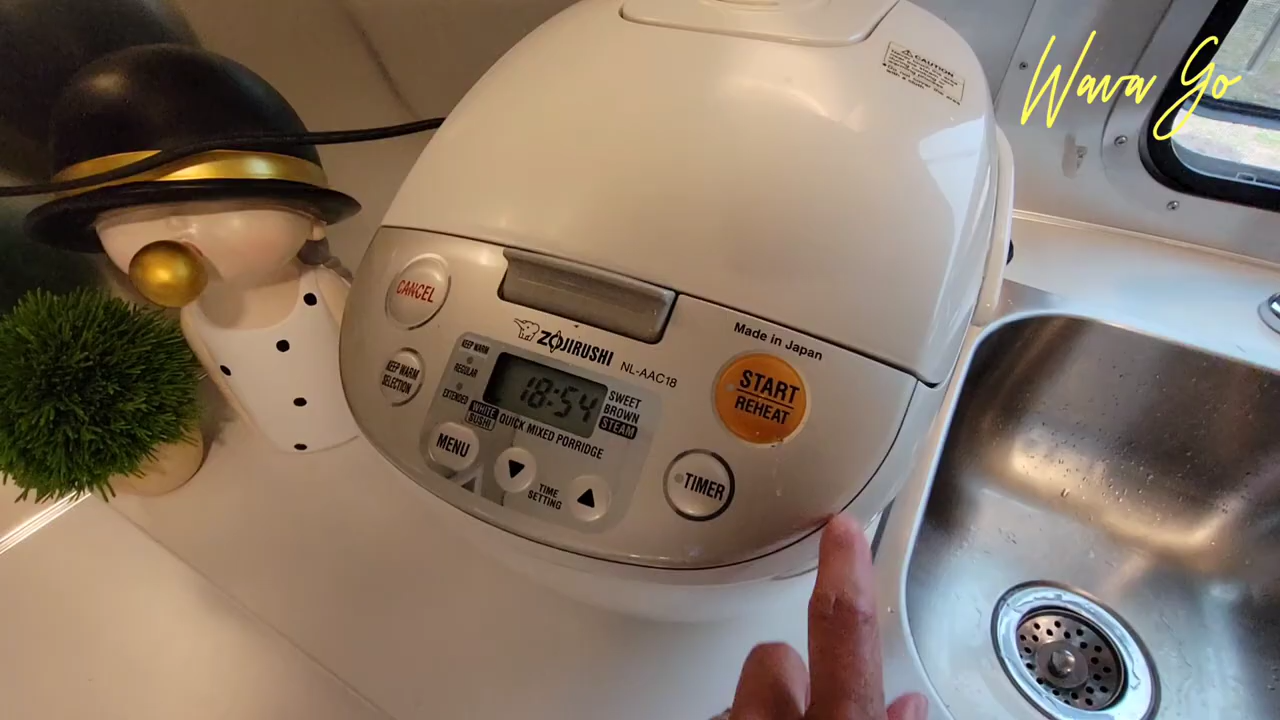 Wava Go
CAUTION
CANCEL
ZOJIRUSHI
NL-AAC18
Made in Japan
KEEP WARM
SELECTION
KEEP WARM
REGULAR
EXTENDED
18:54
WHITE
SUSHI
QUICK MIXED PORRIDGE
SWEET
BROWN
STEAM
START
REHEAT
MENU
TIME
SETTING
TIMER